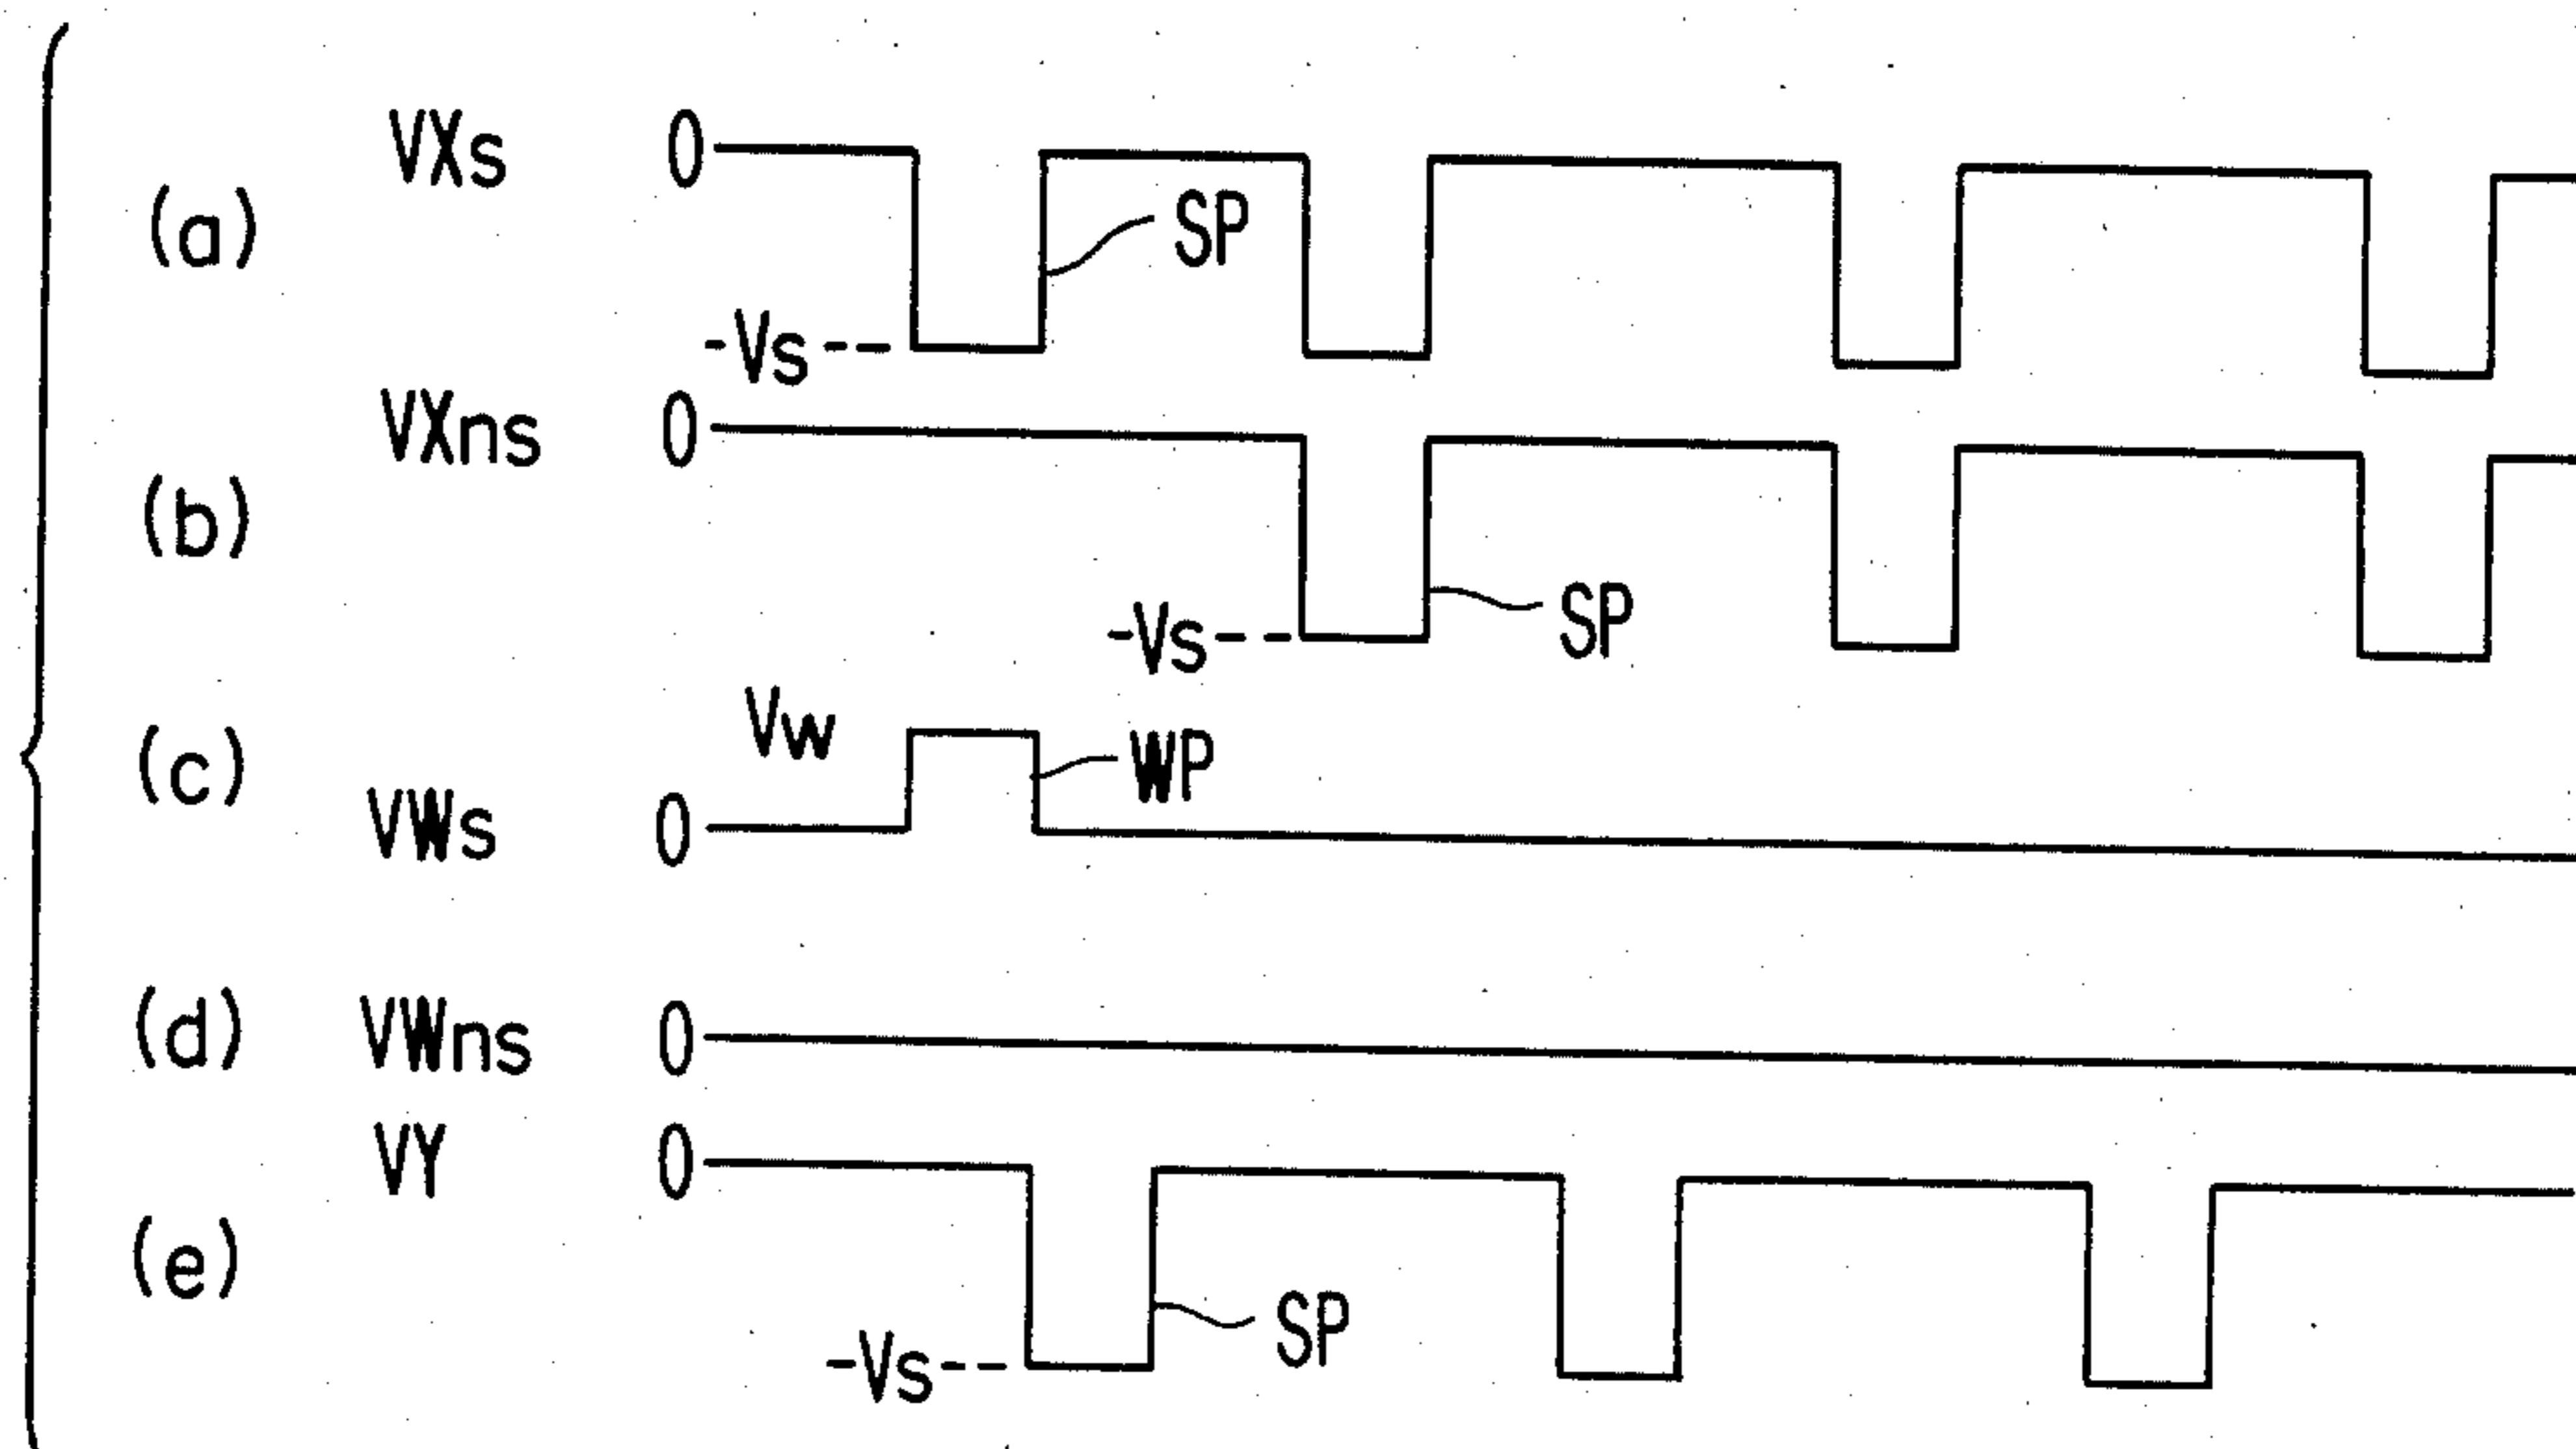 VXs 0
(a) SP
-Vs
VXns 0
(b)
-Vs SP
Vw
(c) WP
VWs 0
(d) VWns 0
VY 0
(e)
-Vs SP